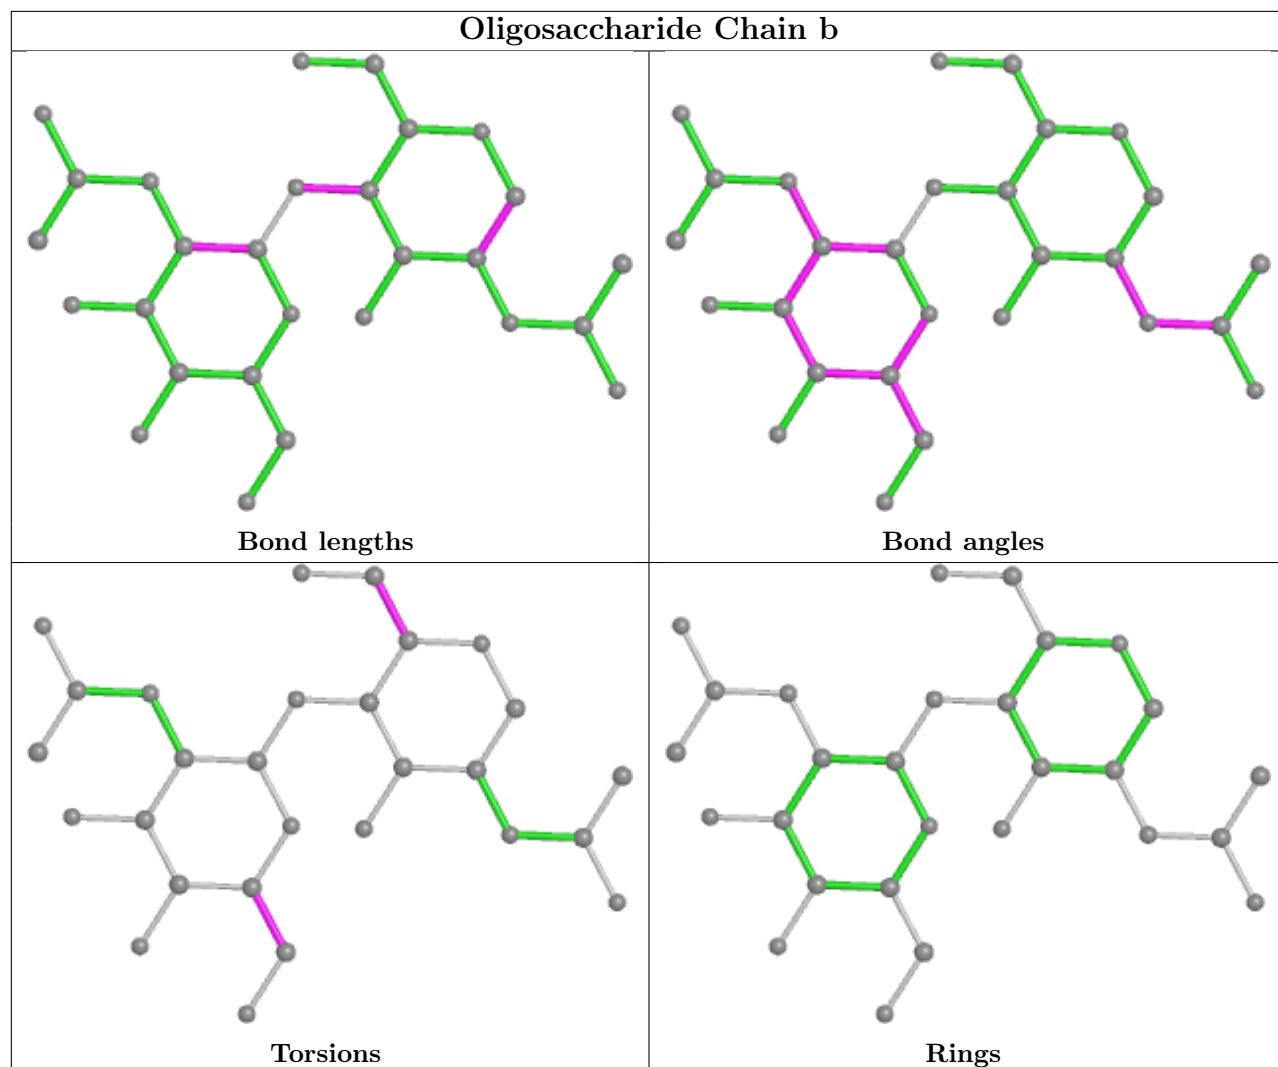 Oligosaccharide Chain b
Bond lengths
Bond angles
Torsions
Rings